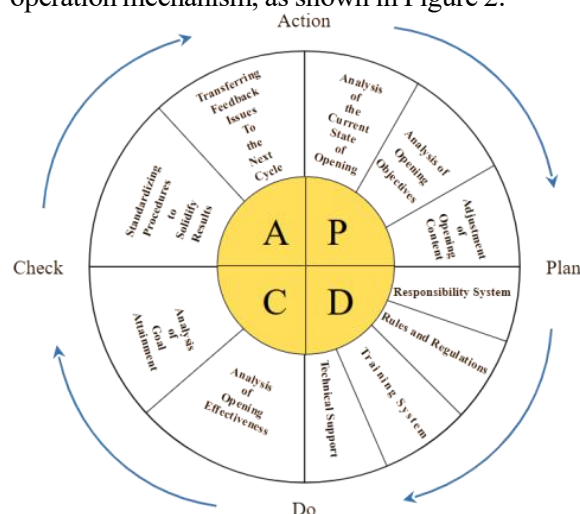 operation mechanism, as shown in Figure 2.
Action
Transferring
Feedback
Issues
To
the
Next
Cycle
Analysis
of
the
Current
State
of
Opening
Analysis of
Opening
Objectives
Adjustment
of
Opening
Content
Standardizing
Procedures
to
Solidify
Results
A
P
Check
Plan
C
D
Responsibility System
Rules and Regulations
Training System
Technical Support
Analysis
of
Goal
Attainment
Analysis
of
Opening
Effectiveness
Do